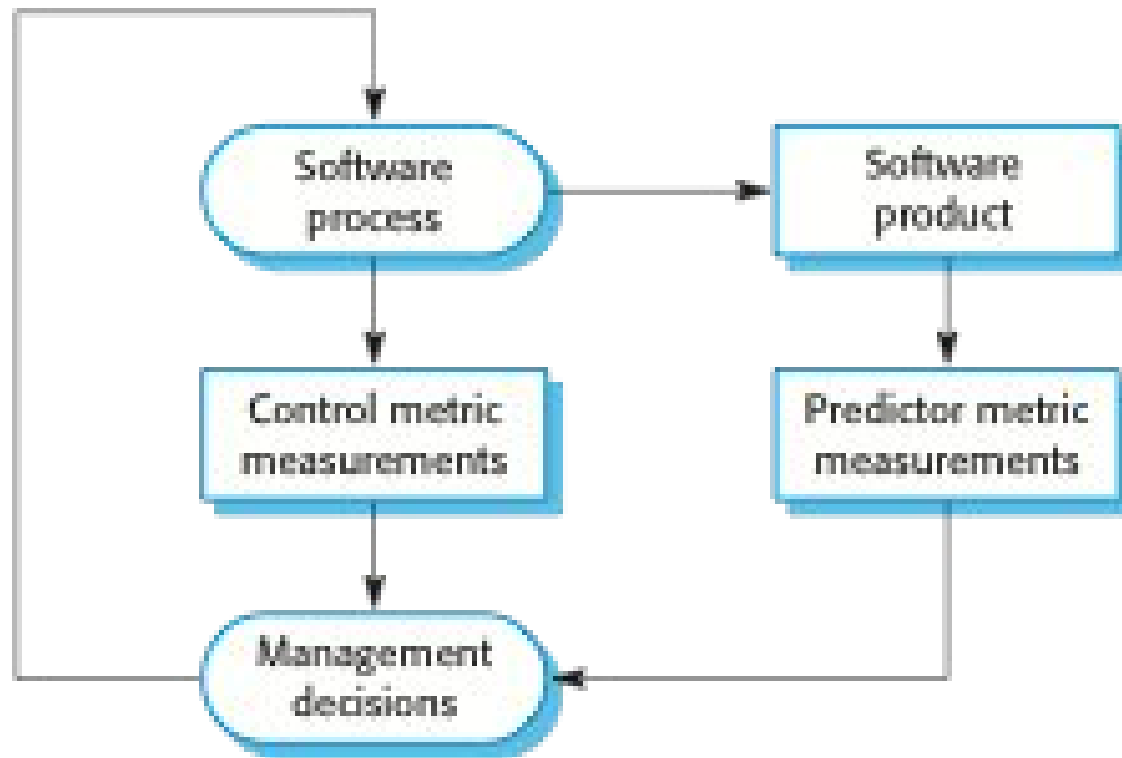 Software
process
Software
product
Control metric
measurements
Predictor metric
measurements
Management
decisions